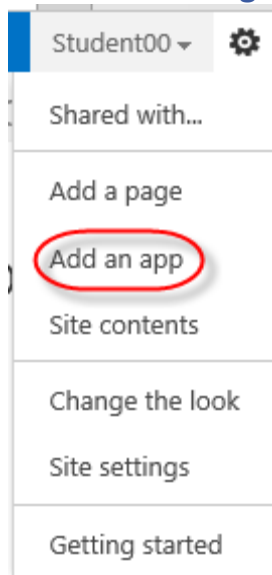 Student00
Shared with...
Add a page
Add an app
Site contents
Change the look
Site settings
Getting started